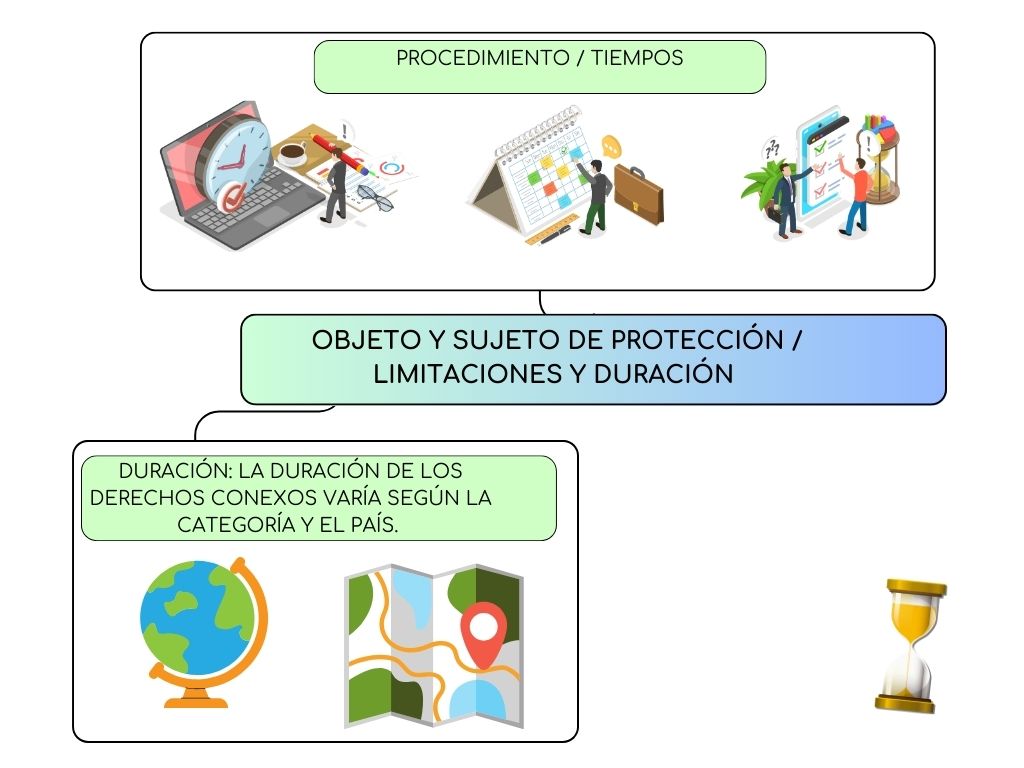 PROCEDIMIENTO / TIEMPOS
OBJETO Y SUJETO DE PROTECCIÓN /
LIMITACIONES Y DURACIÓN
DURACIÓN: LA DURACIÓN DE LOS
DERECHOS CONEXOS VARÍA SEGÚN LA
CATEGORÍA Y EL PAÍS.